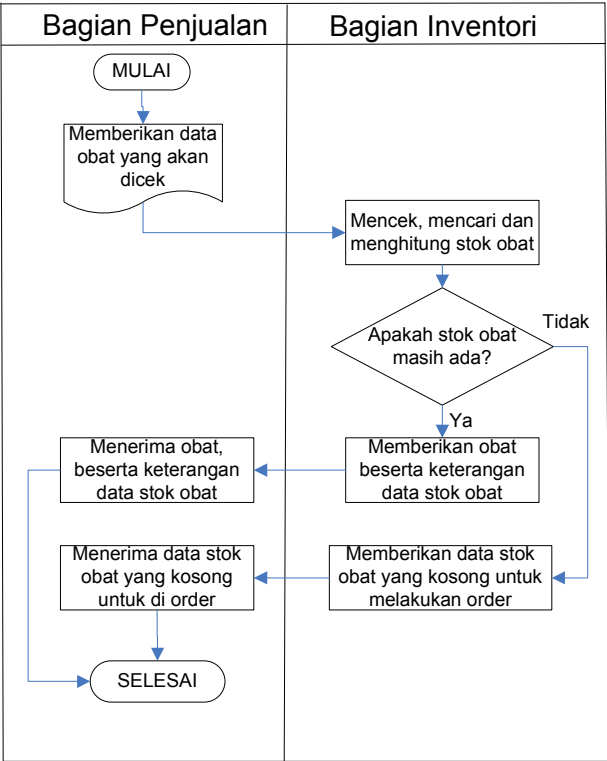 Bagian Penjualan
Bagian Inventori
MULAI
Memberikan data
obat yang akan
dicek
Mencek, mencari dan
menghitung stok obat
Apakah stok obat
masih ada?
Tidak
Ya
Menerima obat,
beserta keterangan
data stok obat
Memberikan obat
beserta keterangan
data stok obat
Menerima data stok
obat yang kosong
untuk di order
Memberikan data stok
obat yang kosong untuk
melakukan order
SELESAI